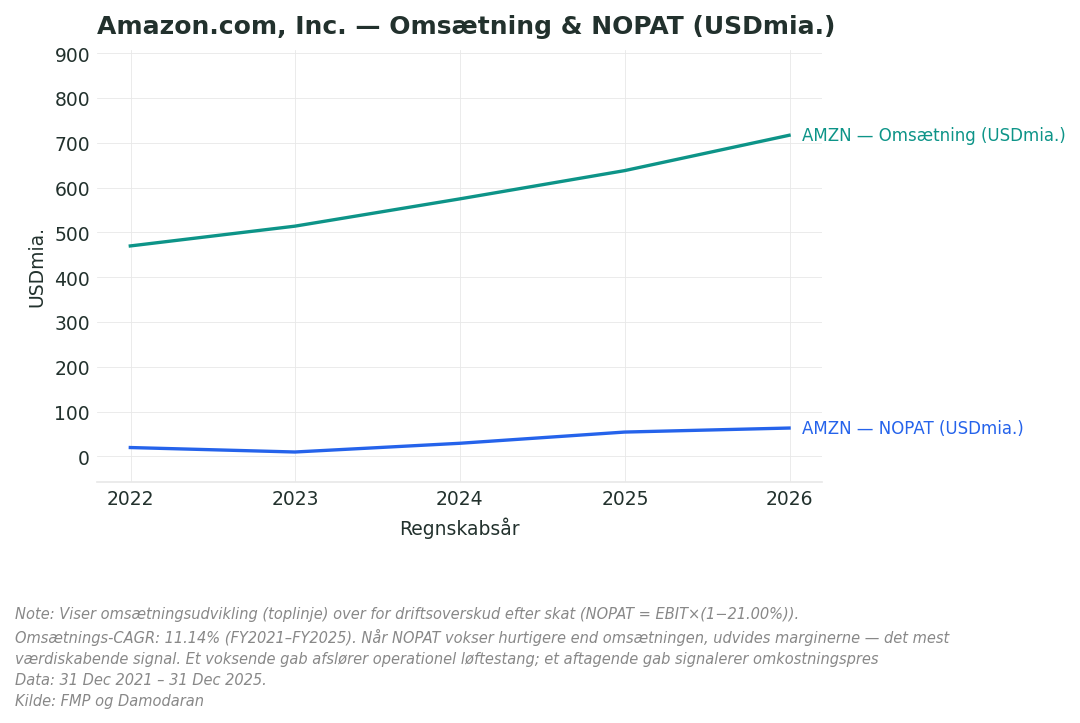 Amazon.com, Inc. — Omsætning & NOPAT (USDmia.)
900
800
700
600
500
400
300
200
100
0
USDmia.
AMZN — Omsætning (USDmia.)
AMZN — NOPAT (USDmia.)
2022 2023 2024 2025 2026
Regnskabsår
Note: Viser omsætningsudvikling (toplinje) over for driftsoverskud efter skat (NOPAT = EBIT×(1−21.00%)).
Omsætnings-CAGR: 11.14% (FY2021–FY2025). Når NOPAT vokser hurtigere end omsætningen, udvides marginerne — det mest
værdiskabende signal. Et voksende gab afslører operationel løftestang; et aftagende gab signalerer omkostningspres
Data: 31 Dec 2021 – 31 Dec 2025.
Kilde: FMP og Damodaran